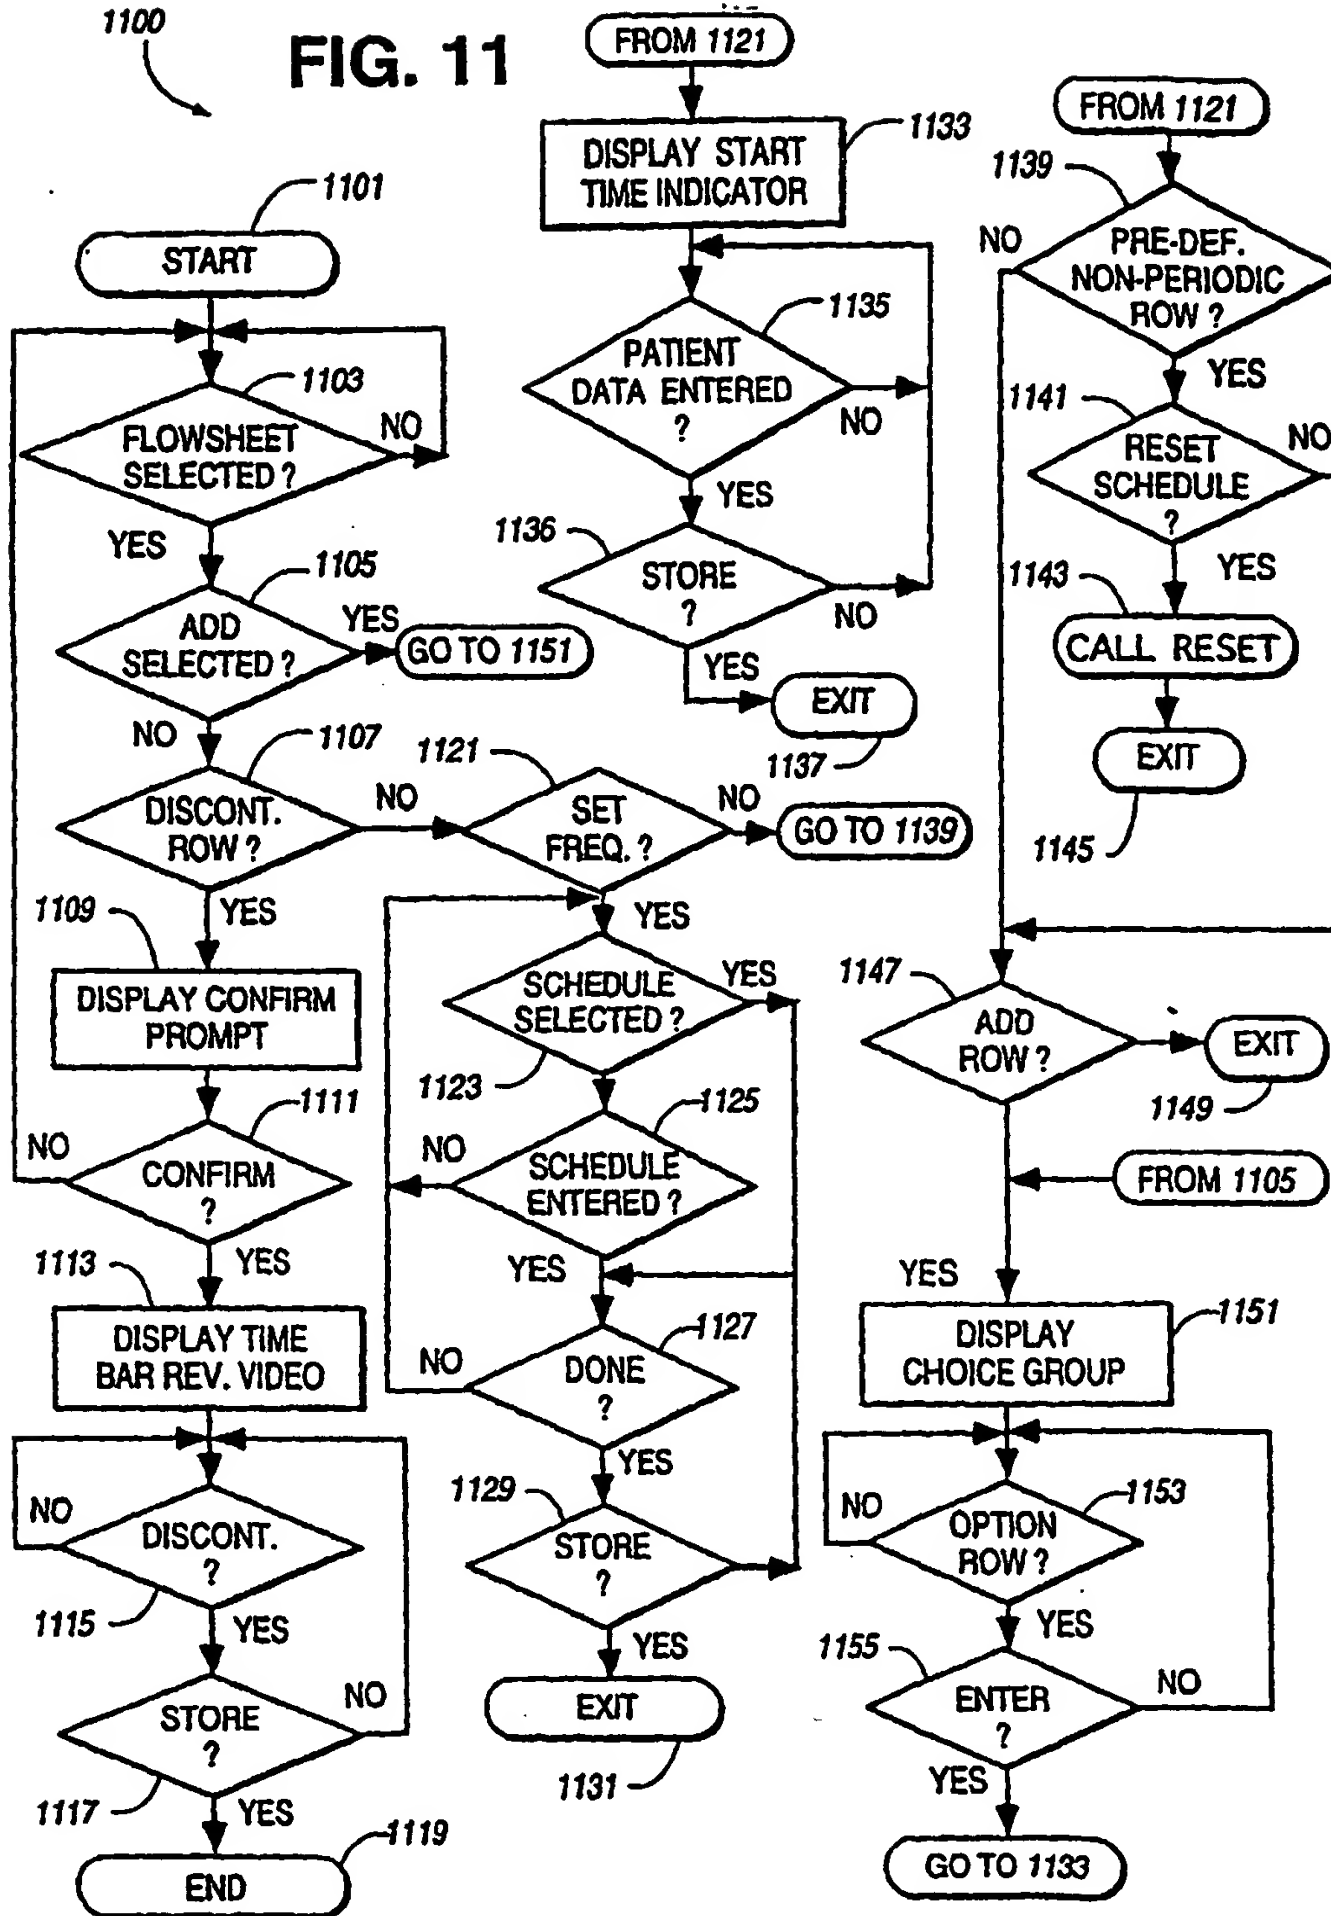 1100
FIG. 11
FROM 1121
1133
DISPLAY START
TIME INDICATOR
1135
PATIENT
DATA ENTERED
?
NO
YES
1136
STORE
?
NO
YES
EXIT
1137
1101
START
1103
FLOWSHEET
SELECTED ?
NO
YES
1105
ADD
SELECTED ?
YES
GO TO 1151
NO
1107
DISCONT.
ROW ?
NO
YES
1109
DISPLAY CONFIRM
PROMPT
1111
CONFIRM
?
NO
YES
1113
DISPLAY TIME
BAR REV. VIDEO
NO
DISCONT.
?
1115
YES
STORE
?
NO
1117
YES
1119
END
1121
SET
FREQ. ?
NO
GO TO 1139
YES
SCHEDULE
SELECTED ?
YES
1123
1125
SCHEDULE
ENTERED ?
NO
YES
1127
DONE
?
NO
YES
1129
STORE
?
YES
EXIT
1131
FROM 1121
1139
PRE-DEF.
NON-PERIODIC
ROW ?
NO
YES
1141
RESET
SCHEDULE
?
NO
YES
1143
CALL RESET
EXIT
1145
1147
ADD
ROW ?
EXIT
1149
FROM 1105
YES
1151
DISPLAY
CHOICE GROUP
1153
OPTION
ROW ?
NO
YES
1155
ENTER
?
NO
YES
GO TO 1133